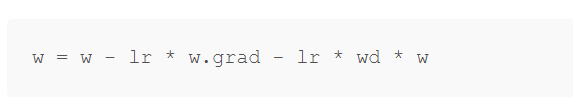 w = w - lr * w.grad - lr * wd * w